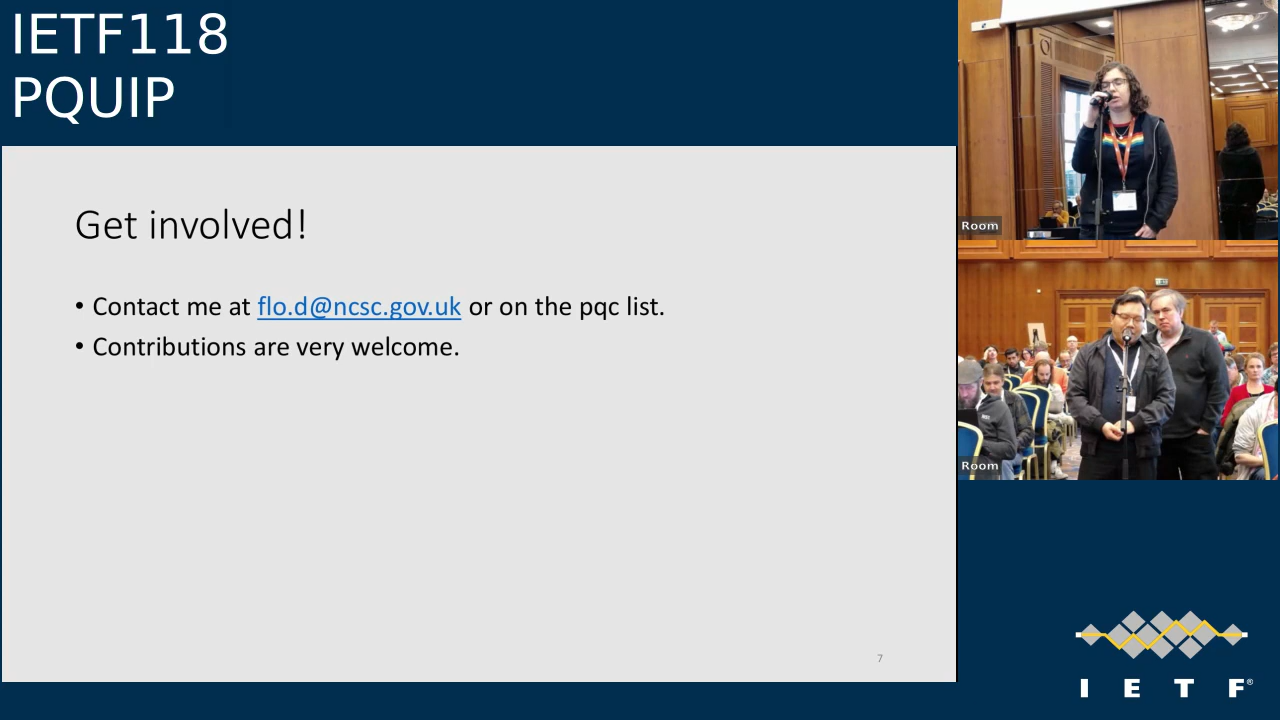 IETF118
PQUIP
Get involved!
• Contact me at flo.d@ncsc.gov.uk or on the pqc list.
• Contributions are very welcome.
7
Room
Room
I E T F®